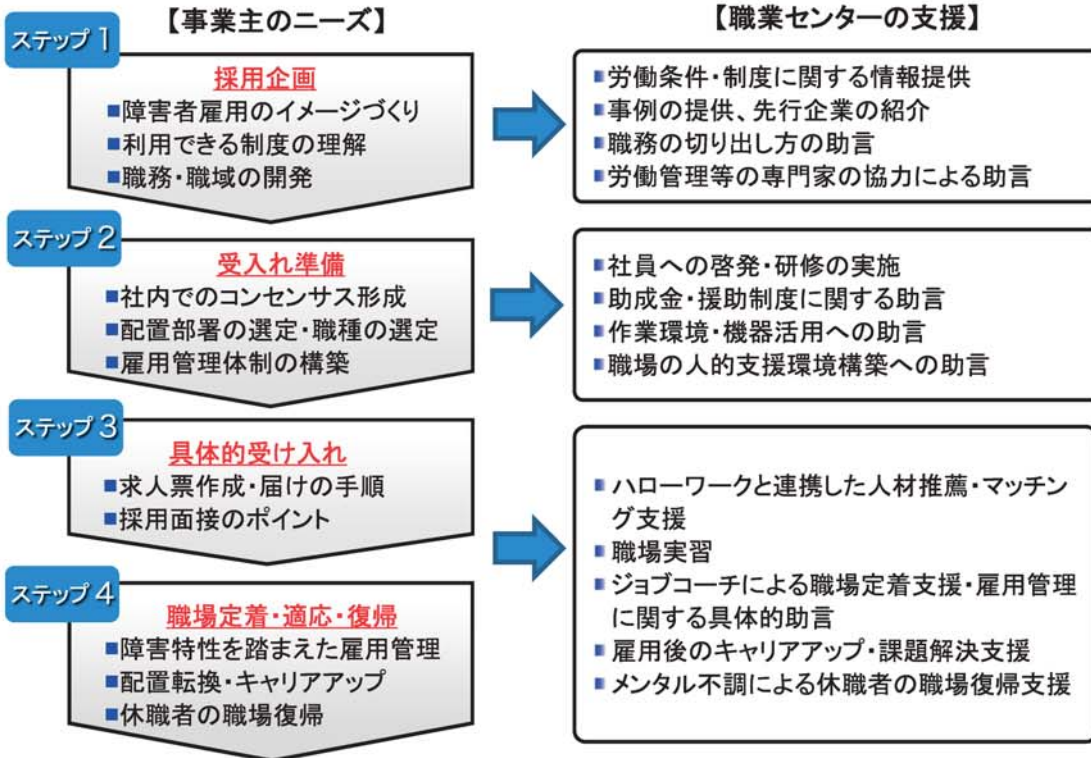 【事業主のニーズ】
【職業センターの支援】
ステップ1
採用企画
■障害者雇用のイメージづくり
■利用できる制度の理解
■職務・職域の開発
■労働条件・制度に関する情報提供
■事例の提供、先行企業の紹介
■職務の切り出し方の助言
■労働管理等の専門家の協力による助言
ステップ2
受入れ準備
■社内でのコンセンサス形成
■配置部署の選定・職種の選定
■雇用管理体制の構築
■社員への啓発・研修の実施
■助成金・援助制度に関する助言
■作業環境・機器活用への助言
■職場の人的支援環境構築への助言
ステップ3
具体的受け入れ
■求人票作成・届けの手順
■採用面接のポイント
ステップ4
職場定着・適応・復帰
■障害特性を踏まえた雇用管理
■配置転換・キャリアアップ
■休職者の職場復帰
■ハローワークと連携した人材推薦・マッチン
グ支援
■職場実習
■ジョブコーチによる職場定着支援・雇用管理
に関する具体的助言
■雇用後のキャリアアップ・課題解決支援
■メンタル不調による休職者の職場復帰支援